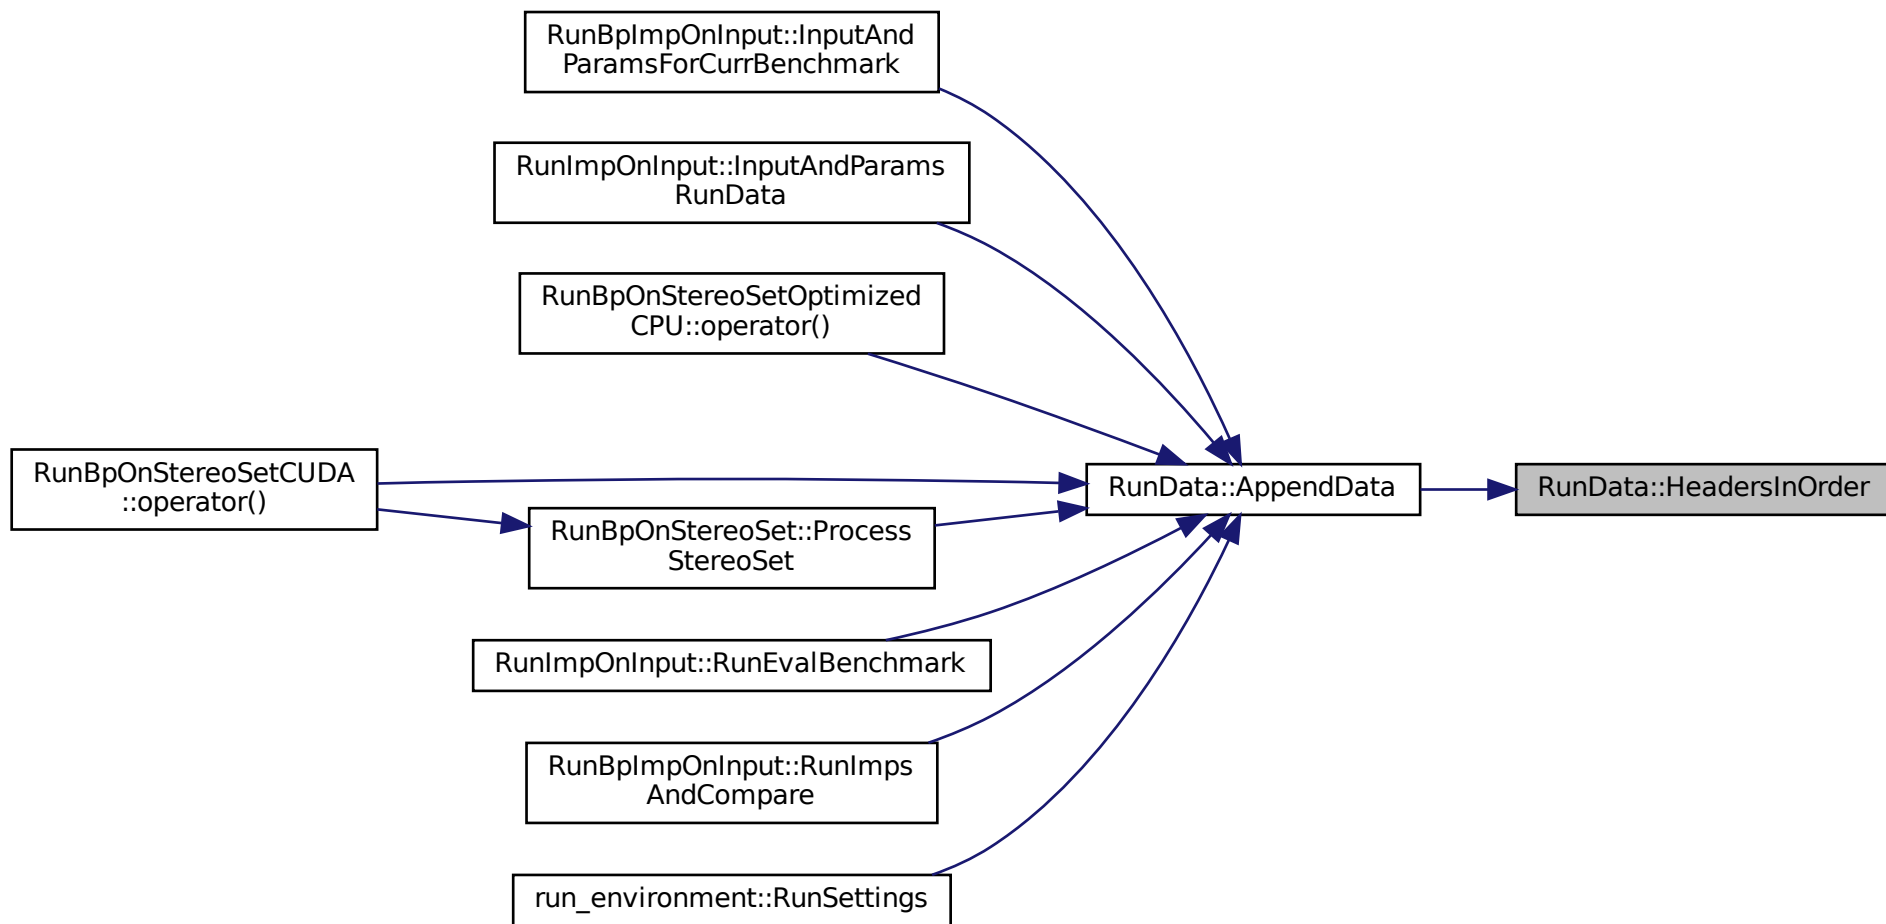 RunBpImpOnInput::InputAnd
ParamsForCurrBenchmark
RunImpOnInput::InputAndParams
RunData
RunBpOnStereoSetOptimized
CPU::operator()
RunBpOnStereoSetCUDA
::operator()
RunData::AppendData
RunData::HeadersInOrder
RunBpOnStereoSet::Process
StereoSet
RunImpOnInput::RunEvalBenchmark
RunBpImpOnInput::RunImps
AndCompare
run_environment::RunSettings